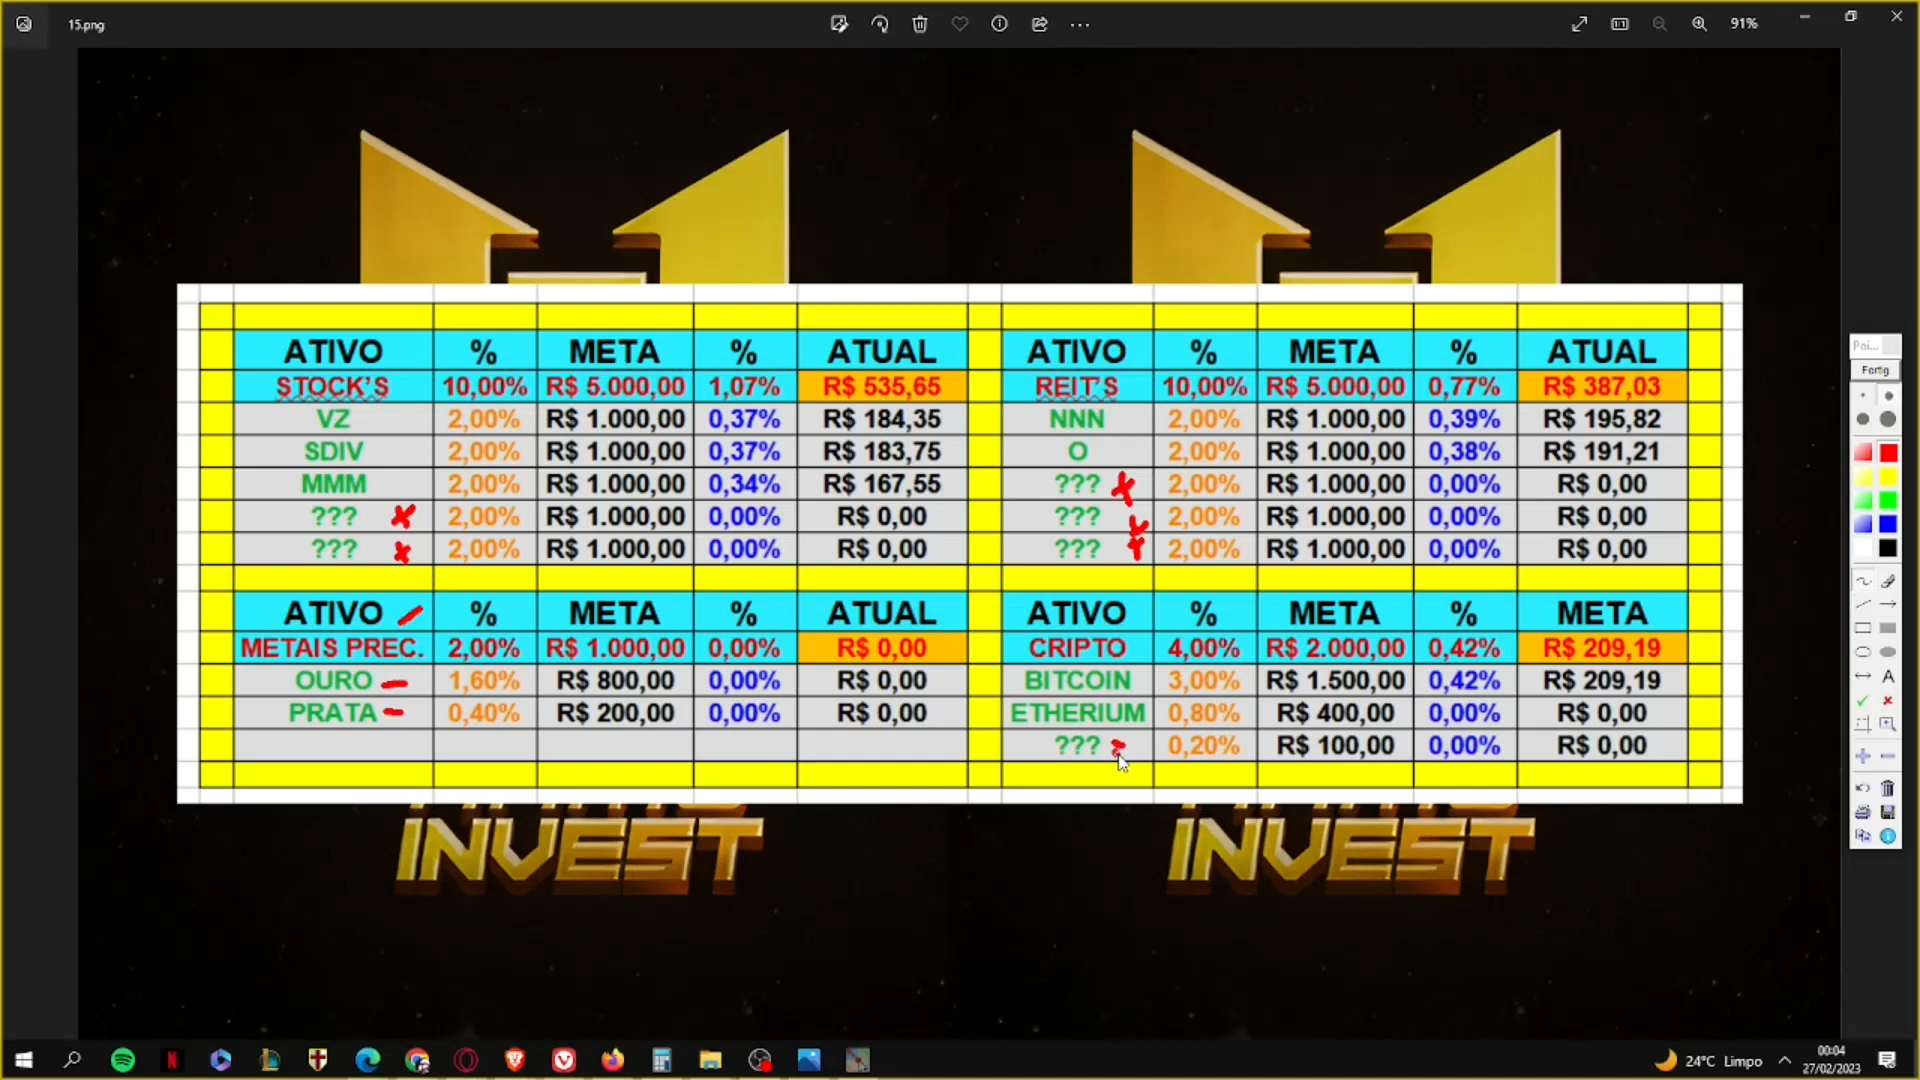 15.png
91%
ATIVO % META % ATUAL ATIVO % META % ATUAL
STOCK'S 10,00% R$ 5.000,00 1,07% R$ 535,65 REIT'S 10,00% R$ 5.000,00 0,77% R$ 387,03
VZ 2,00% R$ 1.000,00 0,37% R$ 184,35 NNN 2,00% R$ 1.000,00 0,39% R$ 195,82
SDIV 2,00% R$ 1.000,00 0,37% R$ 183,75 O 2,00% R$ 1.000,00 0,38% R$ 191,21
MMM 2,00% R$ 1.000,00 0,34% R$ 167,55 ??? 2,00% R$ 1.000,00 0,00% R$ 0,00
??? 2,00% R$ 1.000,00 0,00% R$ 0,00 ??? 2,00% R$ 1.000,00 0,00% R$ 0,00
??? 2,00% R$ 1.000,00 0,00% R$ 0,00 ??? 2,00% R$ 1.000,00 0,00% R$ 0,00
ATIVO % META % ATUAL ATIVO % META % META
METAIS PREC. 2,00% R$ 1.000,00 0,00% R$ 0,00 CRIPTO 4,00% R$ 2.000,00 0,42% R$ 209,19
OURO 1,60% R$ 800,00 0,00% R$ 0,00 BITCOIN 3,00% R$ 1.500,00 0,42% R$ 209,19
PRATA 0,40% R$ 200,00 0,00% R$ 0,00 ETHERIUM 0,80% R$ 400,00 0,00% R$ 0,00
??? 0,20% R$ 100,00 0,00% R$ 0,00
INVEST INVEST
Poi...
Fertig
A
24°C Limpo
00:04
27/02/2023